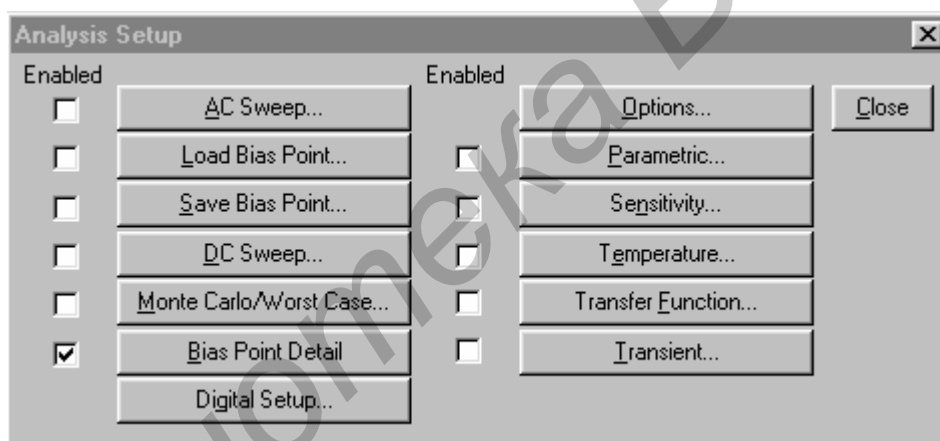 Analysis Setup
Enabled
Enabled
AC Sweep...
Options...
Close
Load Bias Point...
Parametric...
Save Bias Point...
Sensitivity...
DC Sweep...
Temperature...
Monte Carlo/Worst Case...
Transfer Function...
Bias Point Detail
Transient...
Digital Setup...